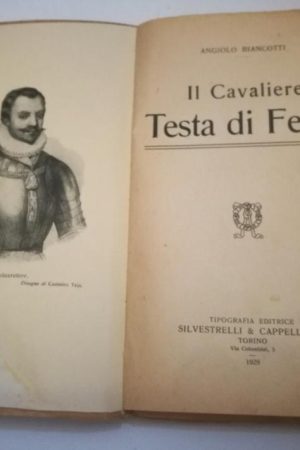 Disegno di Casimiro Teja.
ANGIOLO BIANCOTTI
Il Cavaliere
Testa di Fe
TIPOGRAFIA EDITRICE
SILVESTRELLI & CAPPELL
TORINO
1929